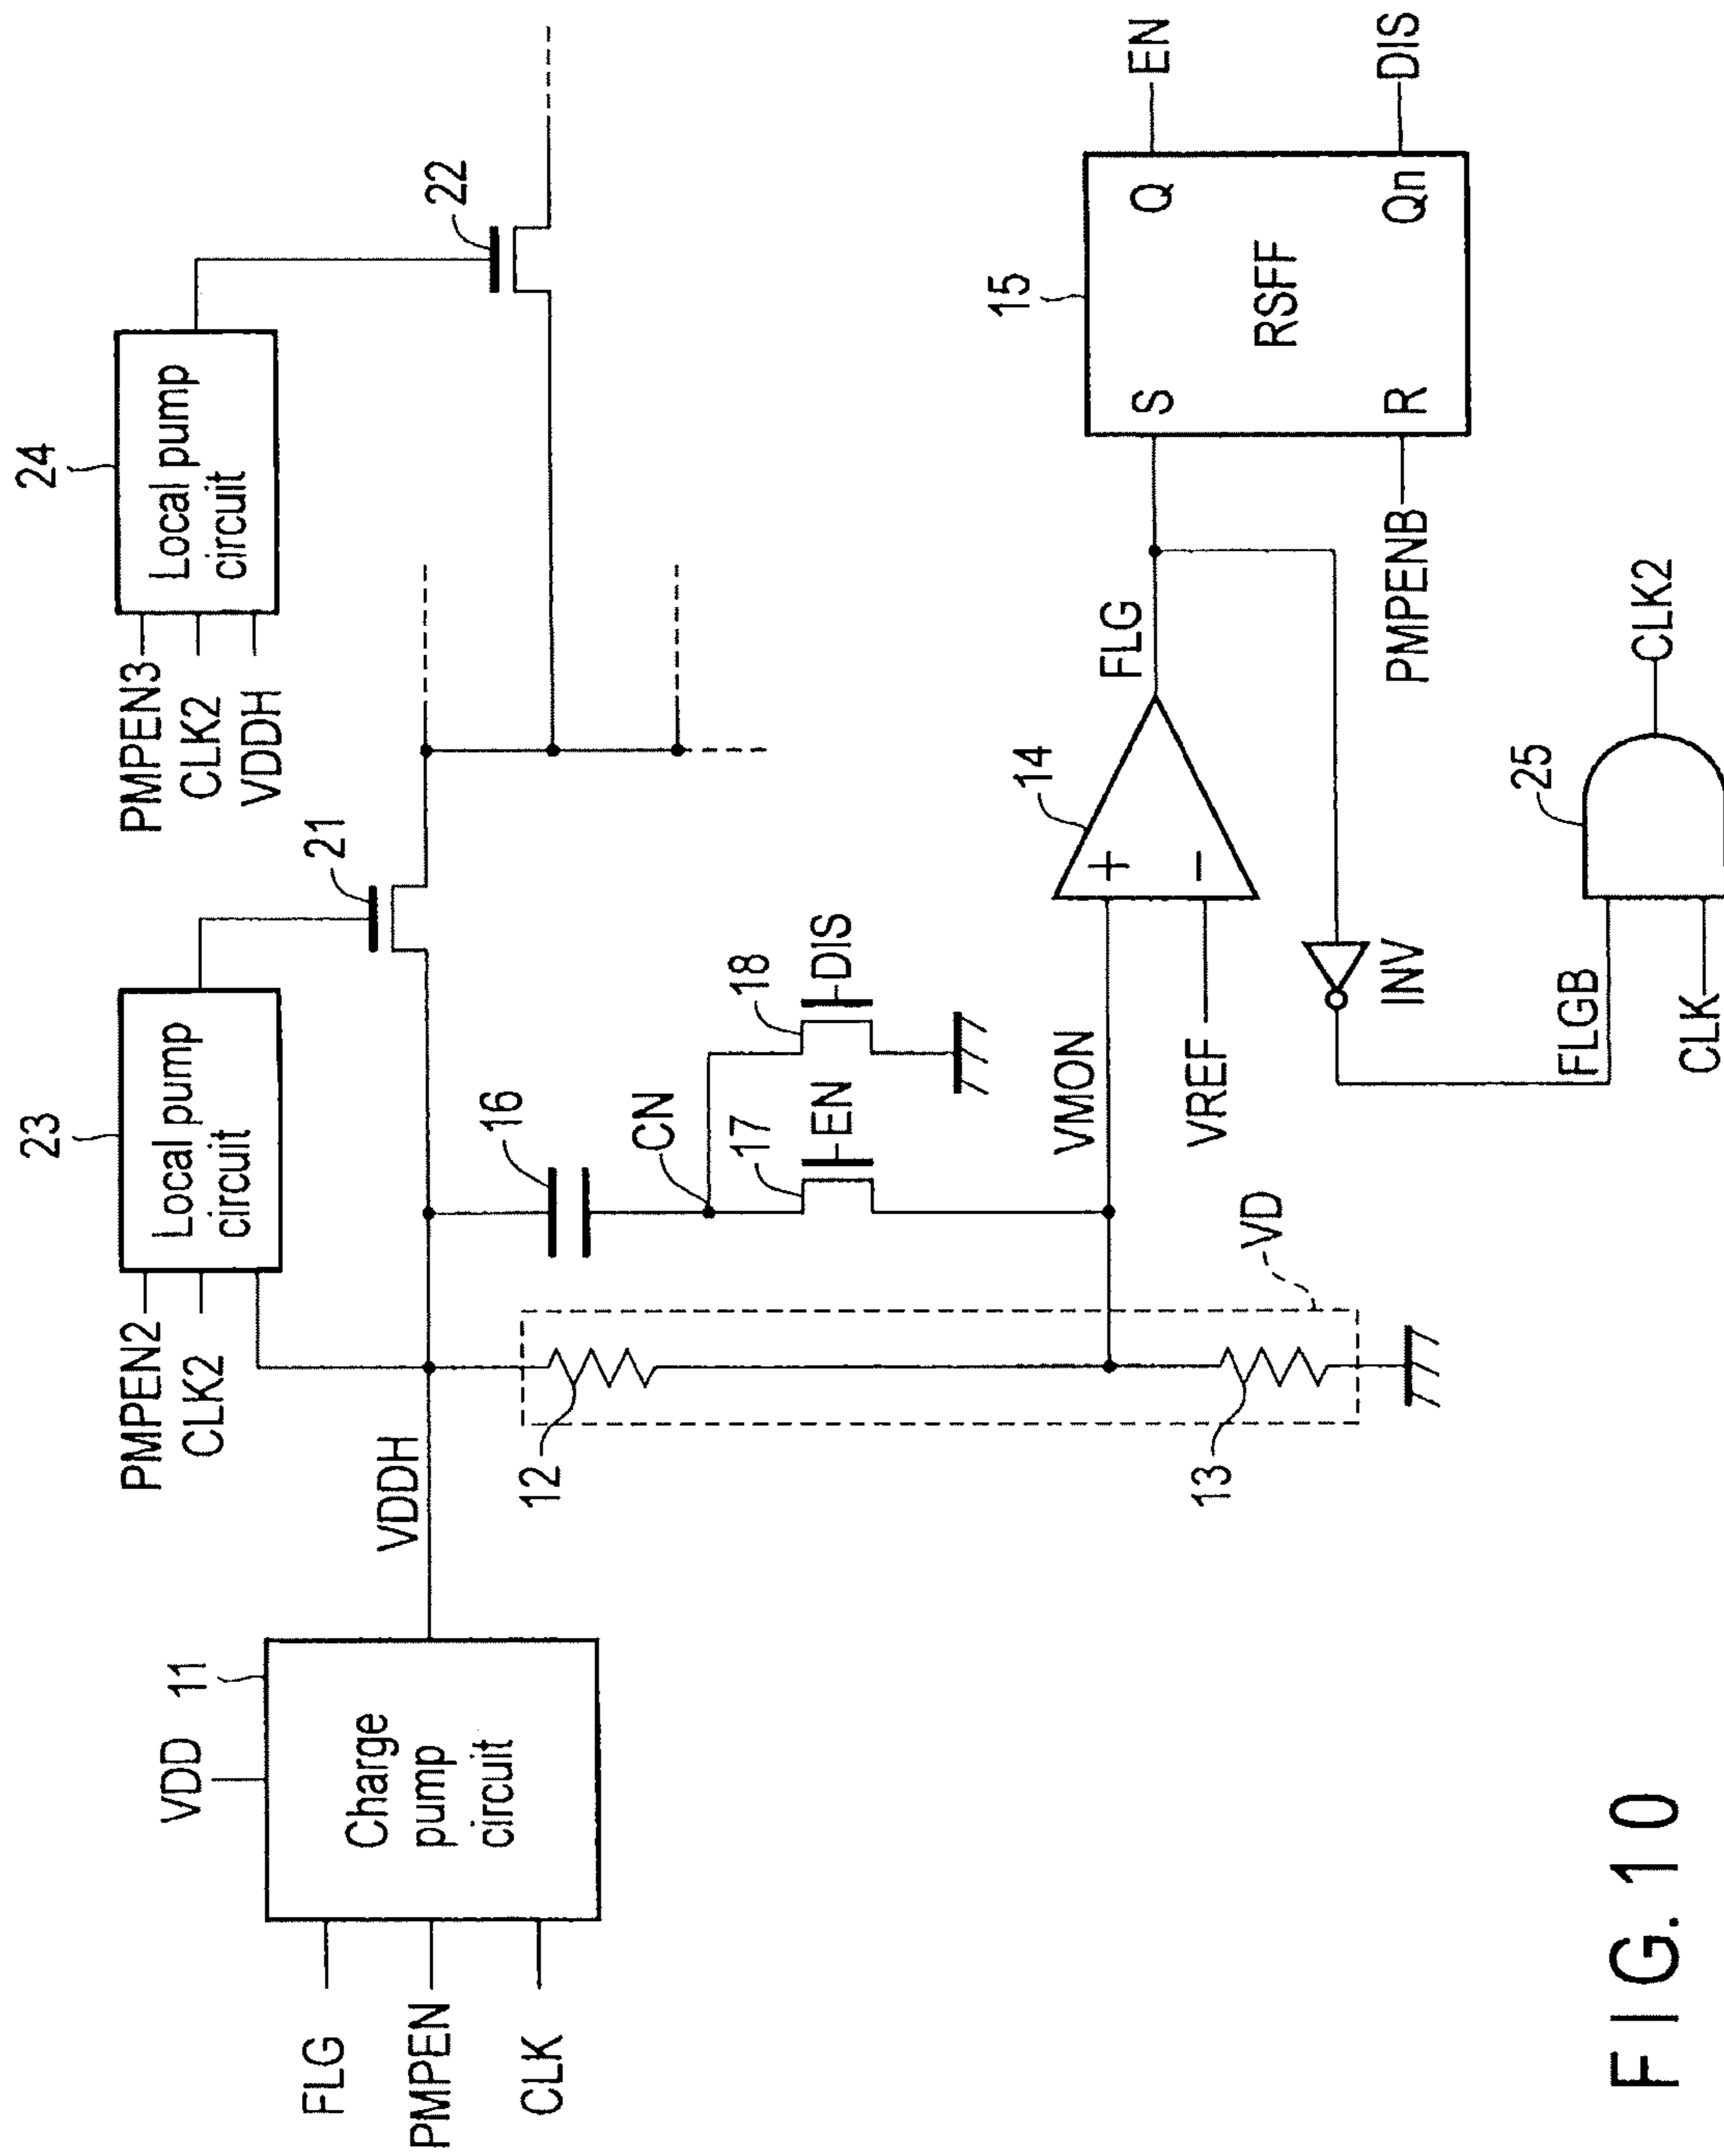 VDD
11
FLG
PMPEN
CLK
Charge
pump
circuit
VDDH
PMPEN2
CLK2
23
Local pump
circuit
21
PMPEN3
CLK2
VDDH
24
Local pump
circuit
22
12
13
VD
16
CN
17
EN
18
DIS
VMON
VREF
14
+
−
FLG
INV
FLGB
CLK
25
CLK2
15
S
R
RSFF
Q
Qn
PMPENB
EN
DIS
FIG. 10